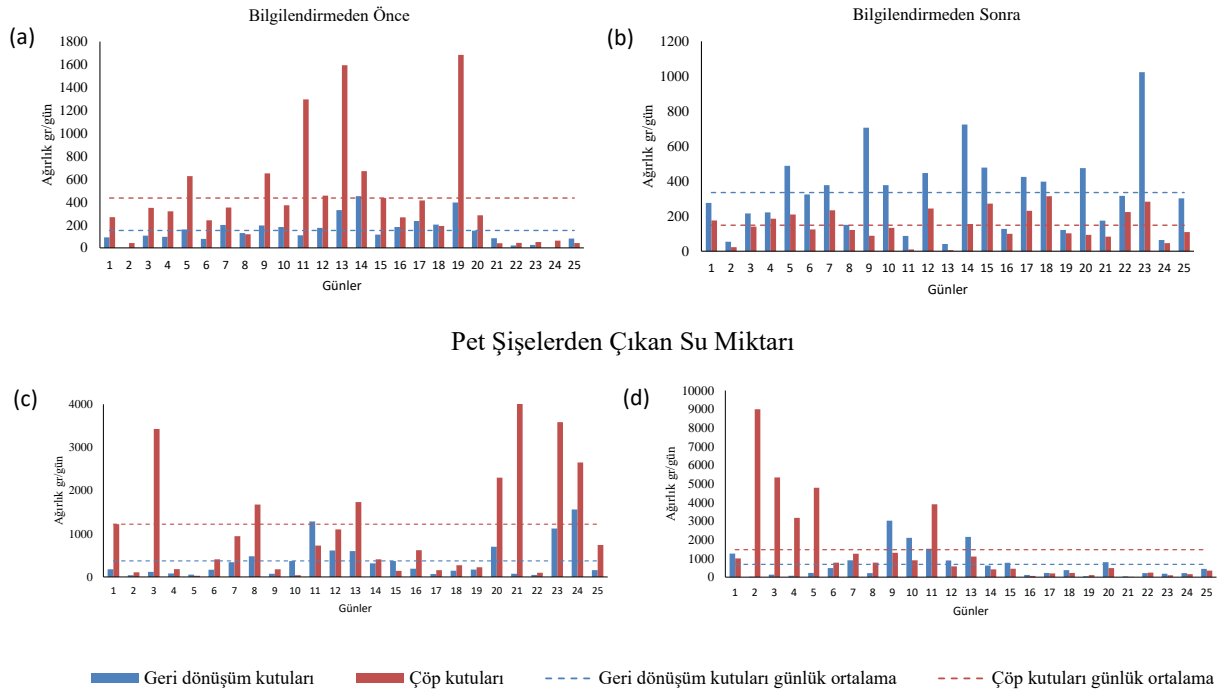 Bilgilendirmeden Önce
(a)
1800
1600
1400
1200
1000
800
600
400
200
0
Ağırlık gr/gün
1 2 3 4 5 6 7 8 9 10 11 12 13 14 15 16 17 18 19 20 21 22 23 24 25
Günler
Bilgilendirmeden Sonra
(b)
1200
1000
800
600
400
200
0
Ağırlık gr/gün
1 2 3 4 5 6 7 8 9 10 11 12 13 14 15 16 17 18 19 20 21 22 23 24 25
Günler
Pet Şişelerden Çıkan Su Miktarı
(c)
4000
3000
2000
1000
0
Ağırlık gr/gün
1 2 3 4 5 6 7 8 9 10 11 12 13 14 15 16 17 18 19 20 21 22 23 24 25
Günler
(d)
10000
9000
8000
7000
6000
5000
4000
3000
2000
1000
0
Ağırlık gr/gün
1 2 3 4 5 6 7 8 9 10 11 12 13 14 15 16 17 18 19 20 21 22 23 24 25
Günler
Geri dönüşüm kutuları Çöp kutuları Geri dönüşüm kutuları günlük ortalama Çöp kutuları günlük ortalama